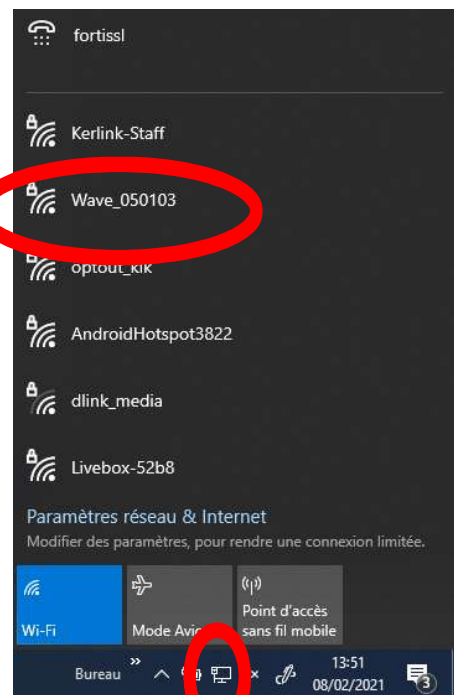 fortissl
Kerlink-Staff
Wave_050103
optout_klk
AndroidHotspot3822
dlink_media
Livebox-52b8
Paramètres réseau & Internet
Modifier des paramètres, pour rendre une connexion limitée.
Wi-Fi
Mode Avio
Point d'accès
sans fil mobile
Bureau
13:51
08/02/2021
3